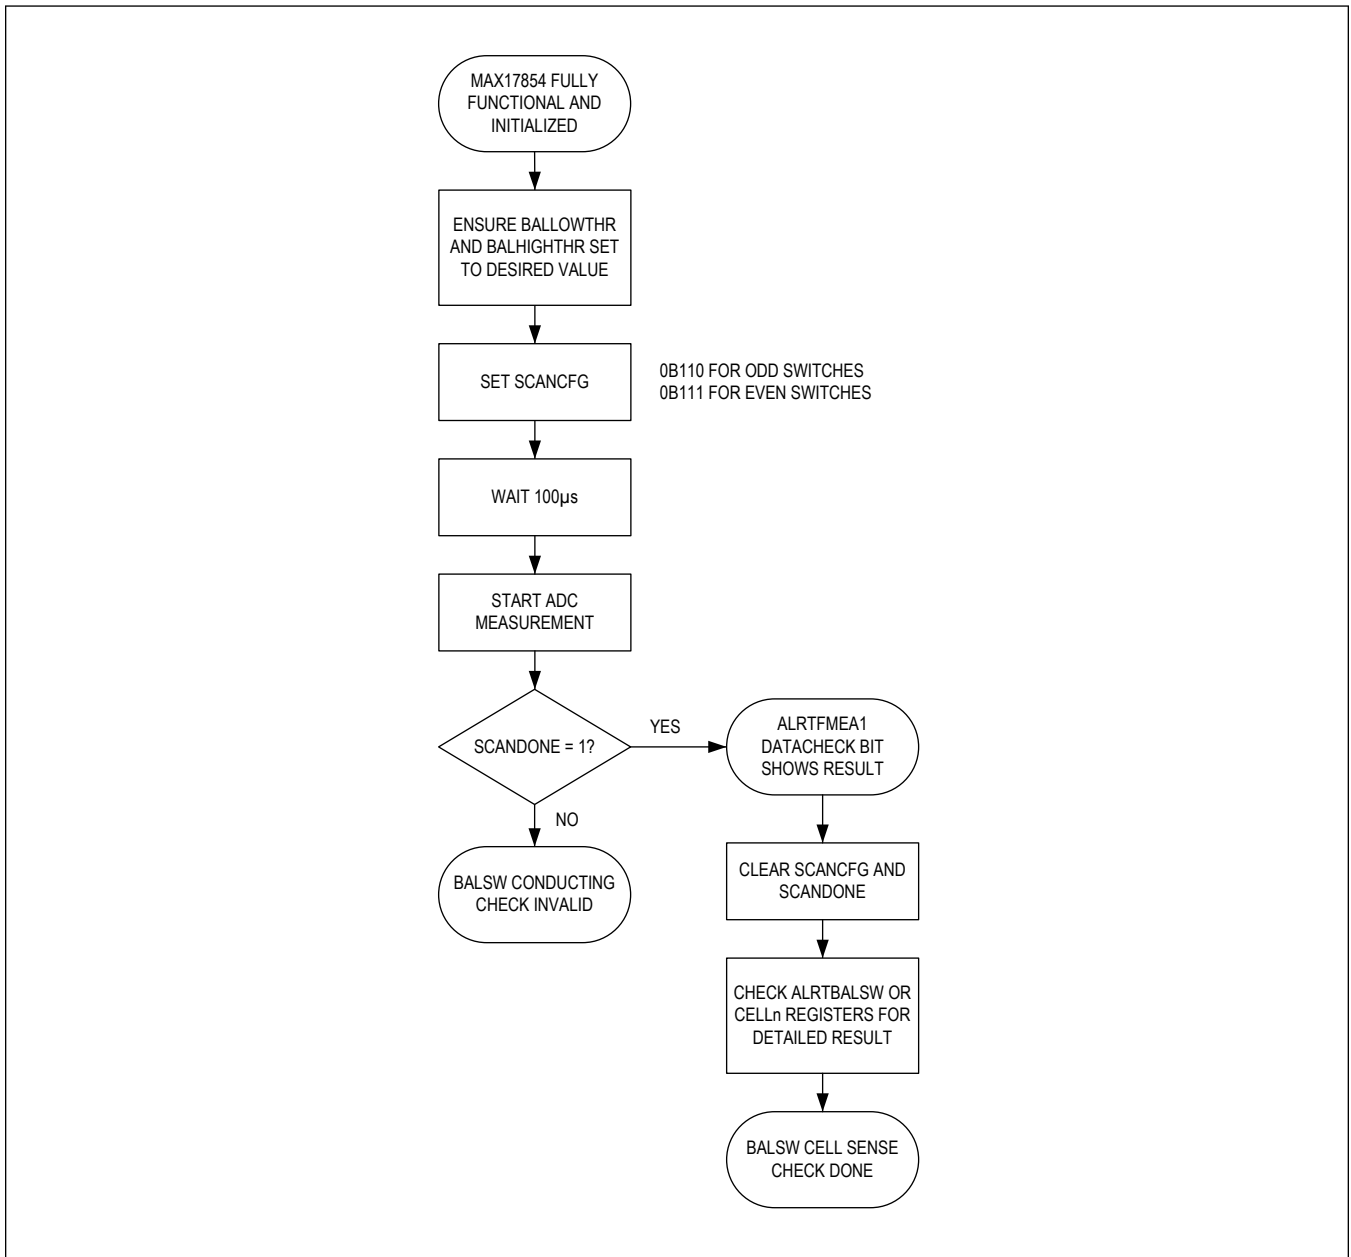 MAX17854 FULLY
FUNCTIONAL AND
INITIALIZED
ENSURE BALLOWTHR
AND BALHIGHTHR SET
TO DESIRED VALUE
SET SCANCFG
0B110 FOR ODD SWITCHES
0B111 FOR EVEN SWITCHES
WAIT 100µs
START ADC
MEASUREMENT
SCANDONE = 1?
YES
ALRTFMEA1
DATACHECK BIT
SHOWS RESULT
NO
BALSW CONDUCTING
CHECK INVALID
CLEAR SCANCFG AND
SCANDONE
CHECK ALRTBALSW OR
CELLn REGISTERS FOR
DETAILED RESULT
BALSW CELL SENSE
CHECK DONE